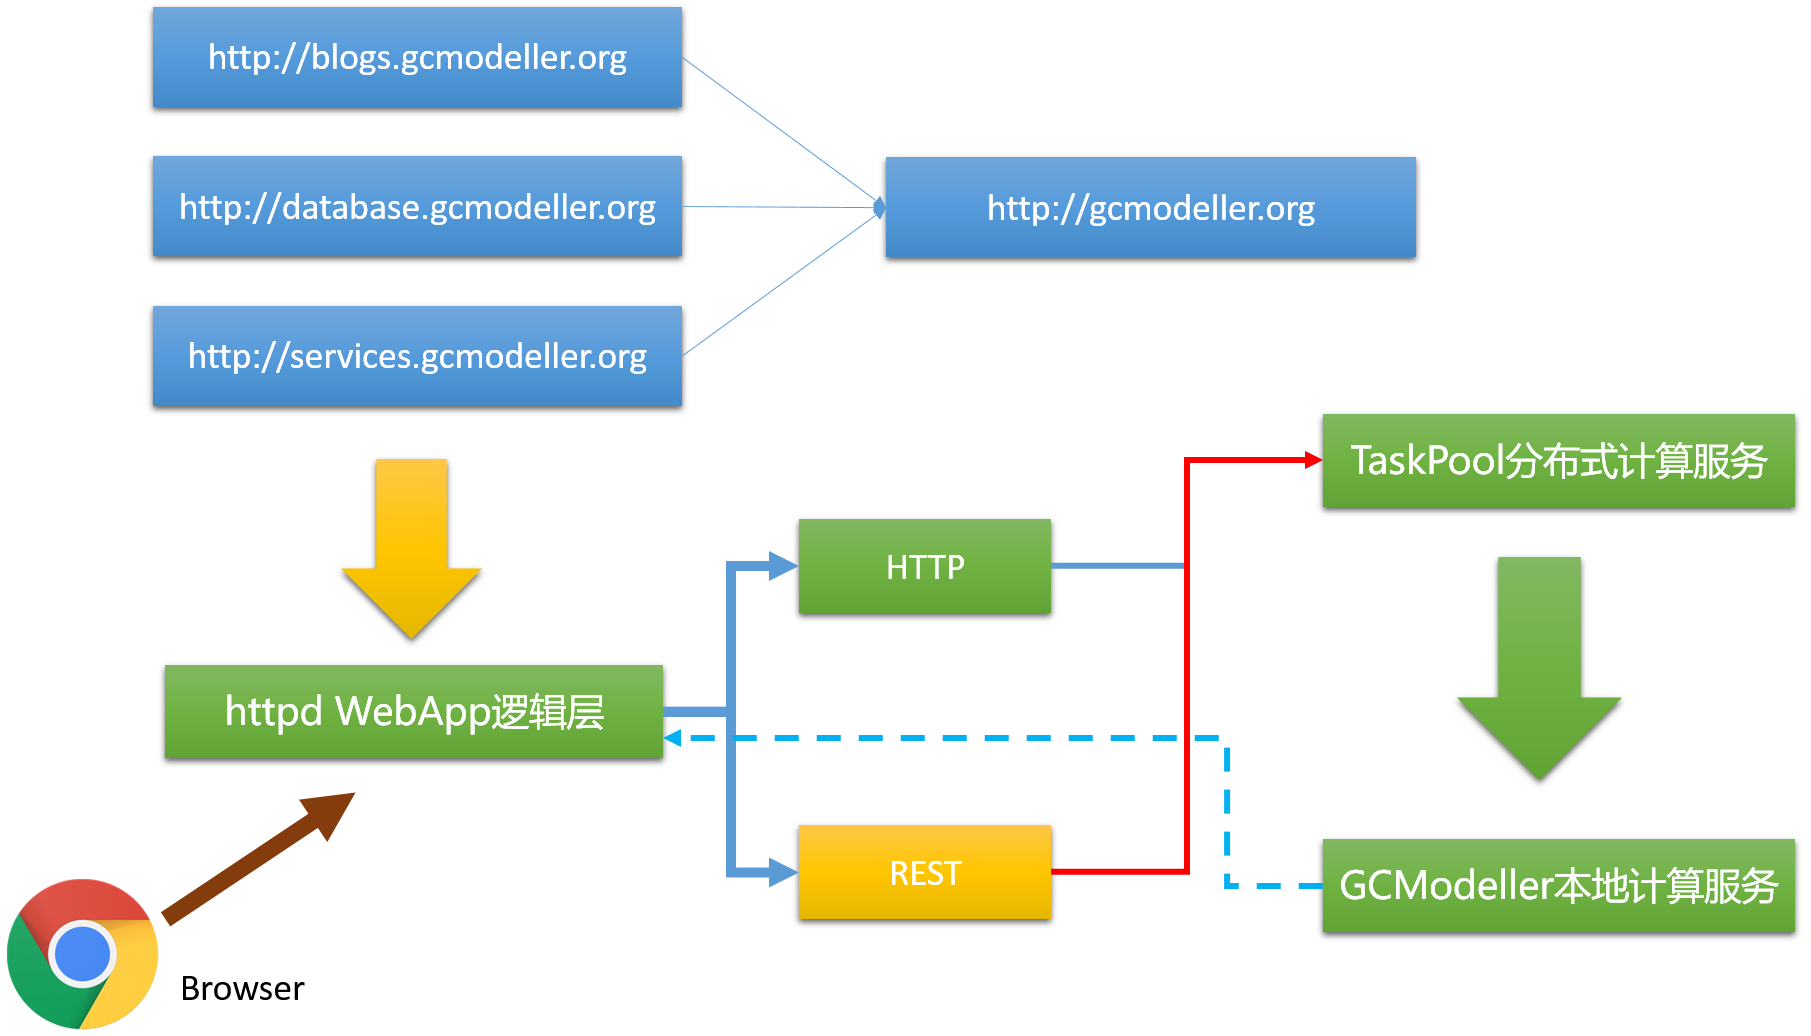 http://blogs.gcmodeller.org
http://database.gcmodeller.org
http://gcmodeller.org
http://services.gcmodeller.org
TaskPool分布式计算服务
HTTP
httpd WebApp逻辑层
REST
GCModeller本地计算服务
Browser